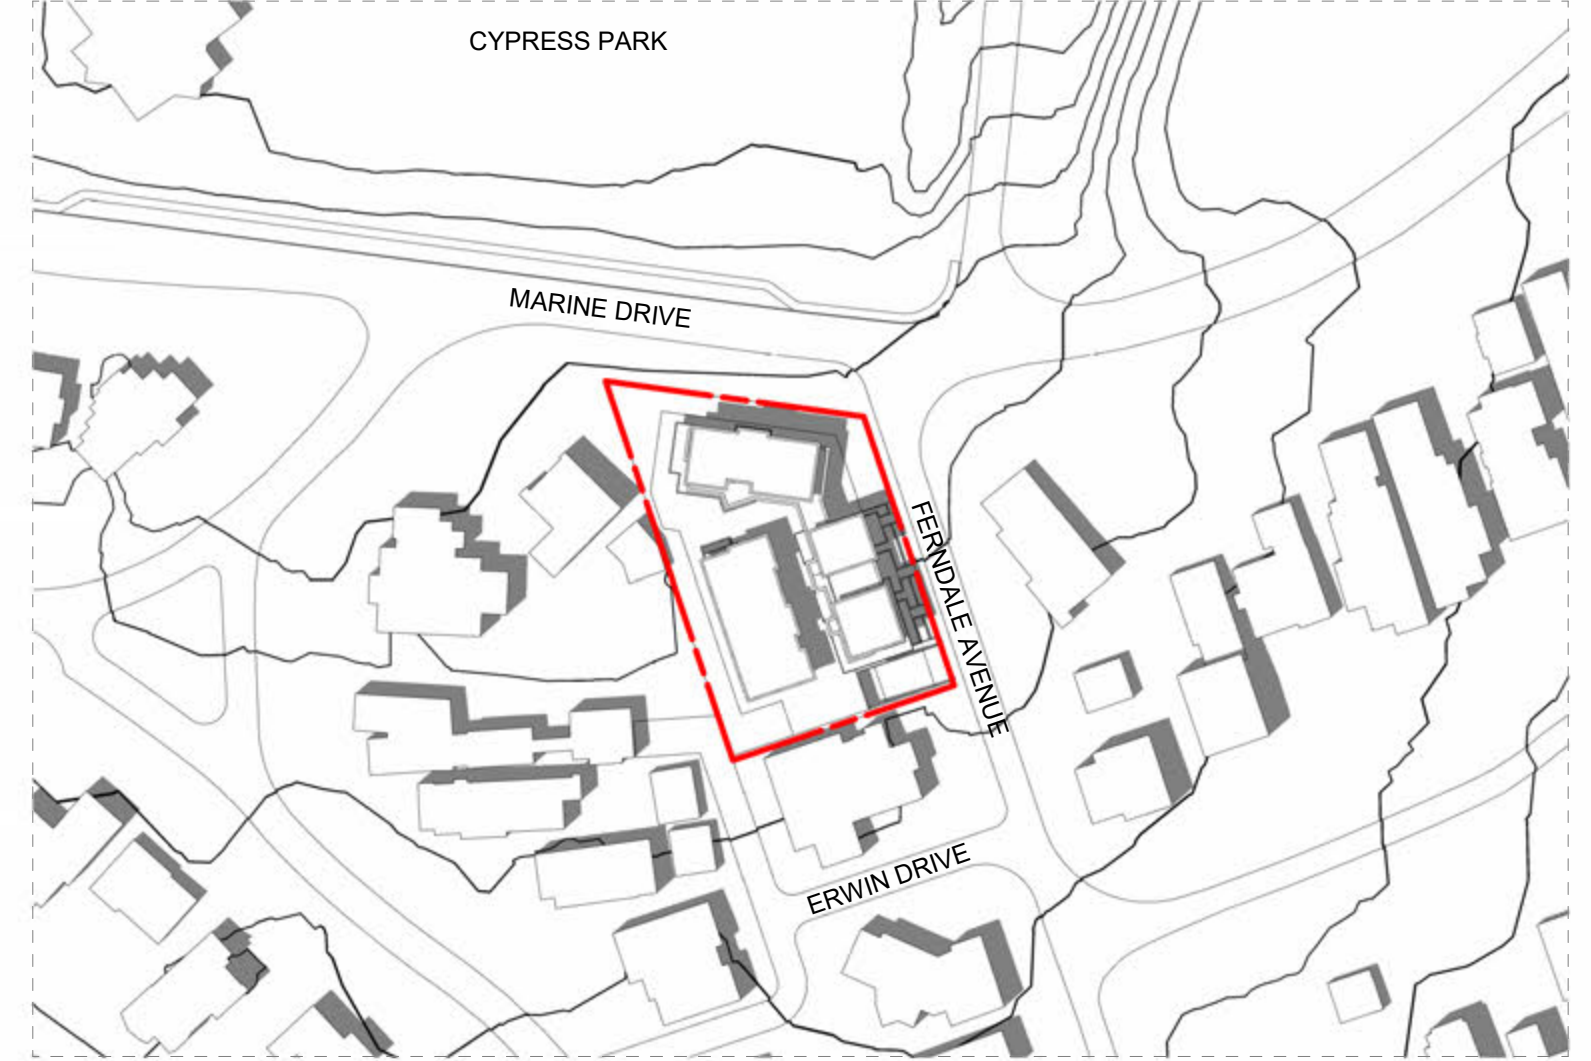 CYPRESS PARK
MARINE DRIVE
FERNDALE AVENUE
ERWIN DRIVE